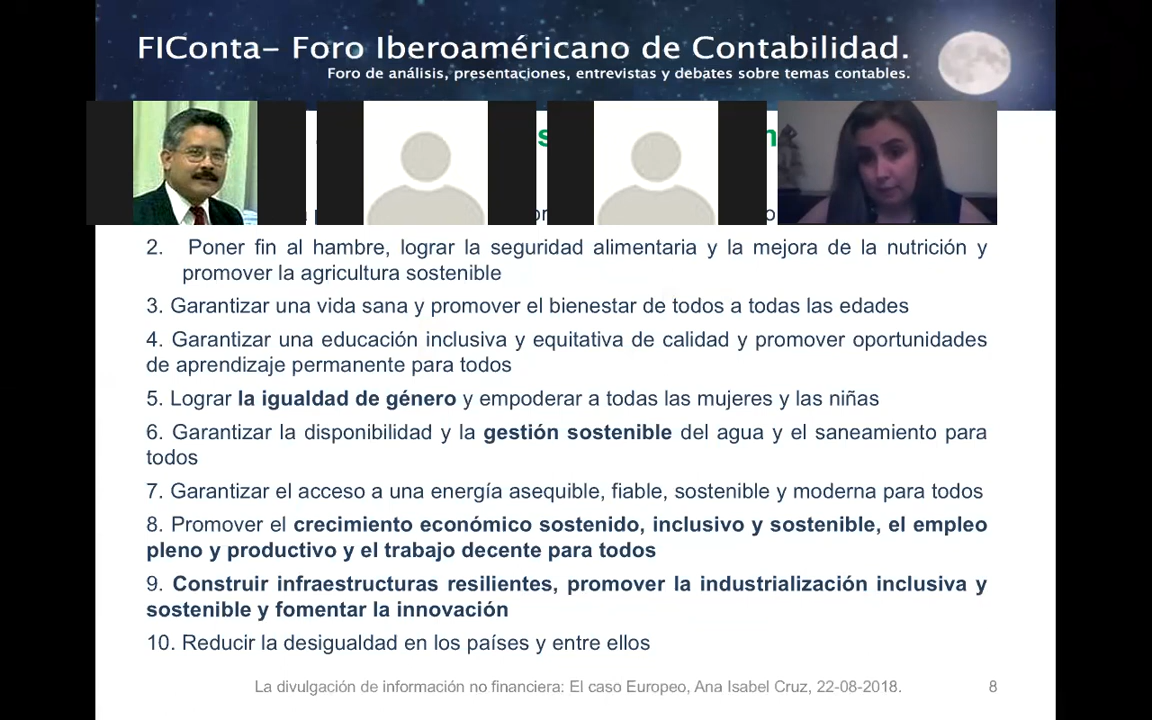 FIConta– Foro Iberoaméricano de Contabilidad.
Foro de análisis, presentaciones, entrevistas y debates sobre temas contables.
2. Poner fin al hambre, lograr la seguridad alimentaria y la mejora de la nutrición y
promover la agricultura sostenible
3. Garantizar una vida sana y promover el bienestar de todos a todas las edades
4. Garantizar una educación inclusiva y equitativa de calidad y promover oportunidades
de aprendizaje permanente para todos
5. Lograr la igualdad de género y empoderar a todas las mujeres y las niñas
6. Garantizar la disponibilidad y la gestión sostenible del agua y el saneamiento para
todos
7. Garantizar el acceso a una energía asequible, fiable, sostenible y moderna para todos
8. Promover el crecimiento económico sostenido, inclusivo y sostenible, el empleo
pleno y productivo y el trabajo decente para todos
9. Construir infraestructuras resilientes, promover la industrialización inclusiva y
sostenible y fomentar la innovación
10. Reducir la desigualdad en los países y entre ellos
La divulgación de información no financiera: El caso Europeo, Ana Isabel Cruz, 22-08-2018.
8